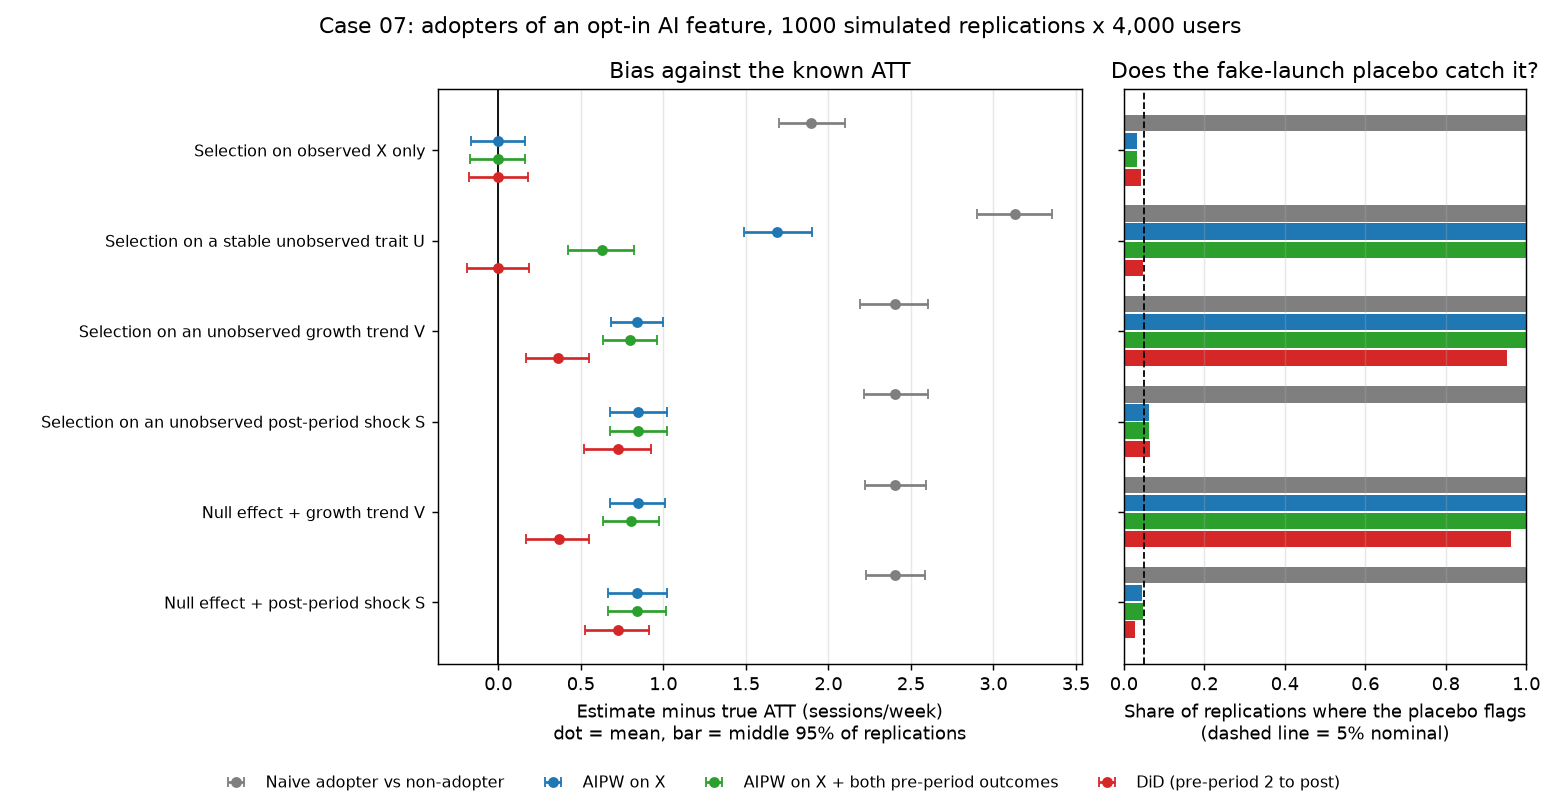 Case 07: adopters of an opt-in AI feature, 1000 simulated replications x 4,000 users
Bias against the known ATT
Does the fake-launch placebo catch it?
Selection on observed X only
Selection on a stable unobserved trait U
Selection on an unobserved growth trend V
Selection on an unobserved post-period shock S
Null effect + growth trend V
Null effect + post-period shock S
0.0 0.5 1.0 1.5 2.0 2.5 3.0 3.5
0.0 0.2 0.4 0.6 0.8 1.0
Estimate minus true ATT (sessions/week)
dot = mean, bar = middle 95% of replications
Share of replications where the placebo flags
(dashed line = 5% nominal)
Naive adopter vs non-adopter
AIPW on X
AIPW on X + both pre-period outcomes
DiD (pre-period 2 to post)